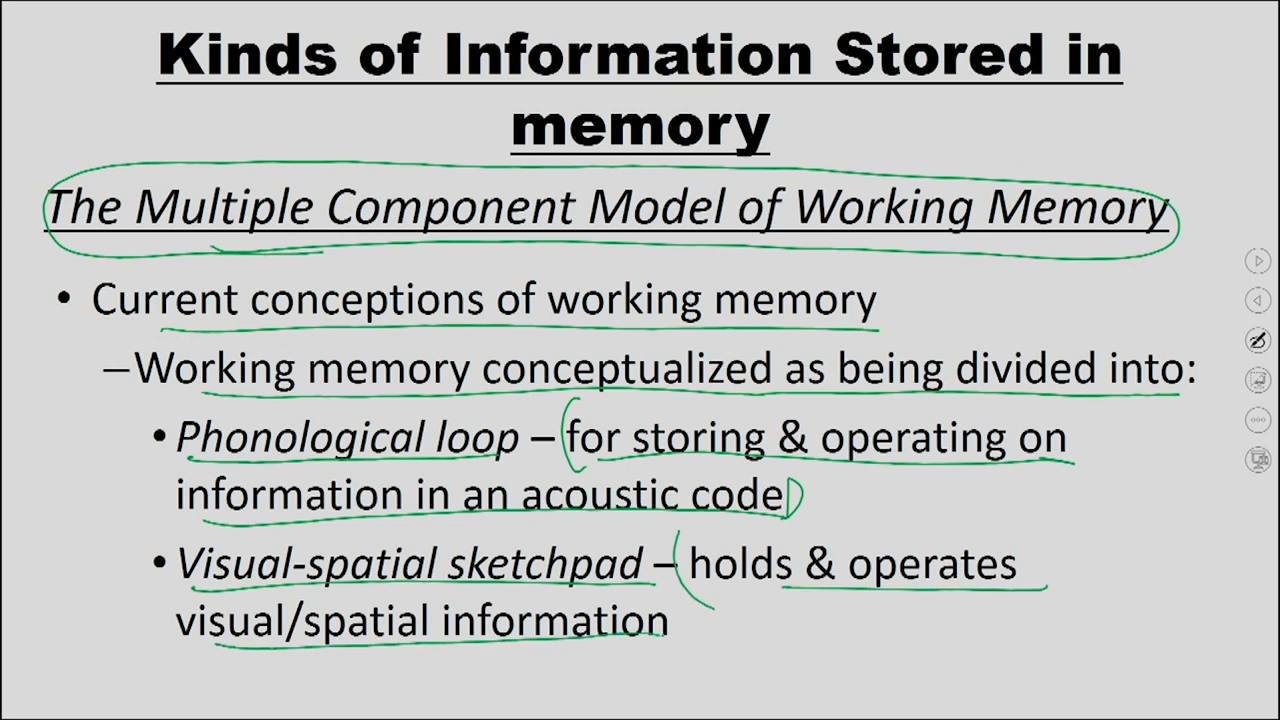 Kinds of Information Stored in
memory
The Multiple Component Model of Working Memory
• Current conceptions of working memory
–Working memory conceptualized as being divided into:
• Phonological loop – for storing & operating on
information in an acoustic code
• Visual-spatial sketchpad – holds & operates
visual/spatial information